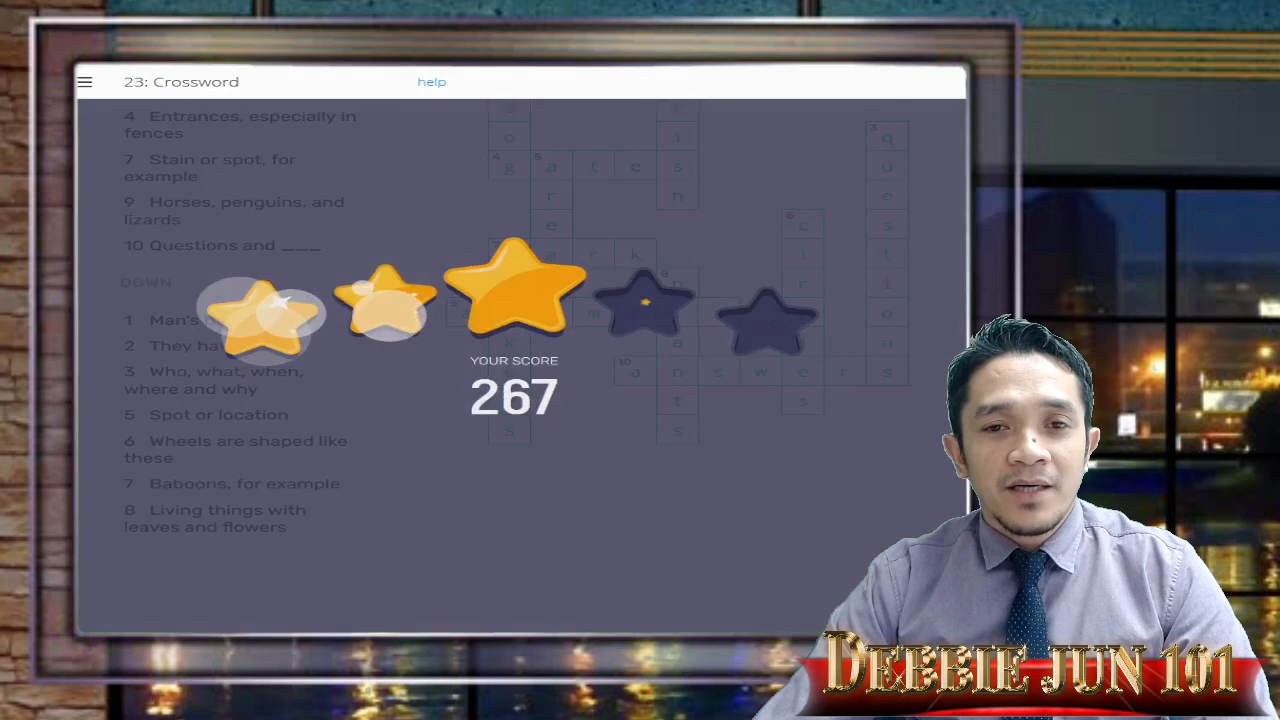 23: Crossword
help
4 Entrances, especially in
fences
7 Stain or spot, for
example
9 Horses, penguins, and
lizards
10 Questions and ___
DOWN
1 Man's
2 They
3 Who, what, when,
where and why
5 Spot or location
6 Wheels are shaped like
these
7 Baboons, for example
8 Living things with
leaves and flowers
YOUR SCORE
267
DEBBIE JUN 101